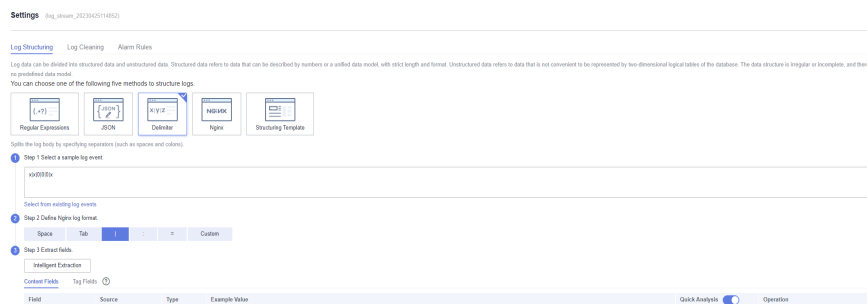 Settings (log_stream_20230425114852)
Log Structuring Log Cleaning Alarm Rules
Log data can be divided into structured data and unstructured data. Structured data refers to data that can be described by numbers or a unified data model, with strict length and format. Unstructured data refers to data that is not convenient to be represented by two-dimensional logical tables of the database. The data structure is irregular or incomplete, and ther
no predefined data model.
You can choose one of the following five methods to structure logs.
{.*?} {JSON} x|y|z NGINX
Regular Expressions JSON Delimiter Nginx Structuring Template
Splits the log body by specifying separators (such as spaces and colons).
1 Step 1 Select a sample log event.
Select from existing log events
2 Step 2 Define Nginx log format.
Space Tab | : = Custom
3 Step 3 Extract fields.
Intelligent Extraction
Content Fields Tag Fields ?
Field Source Type Example Value Quick Analysis Operation